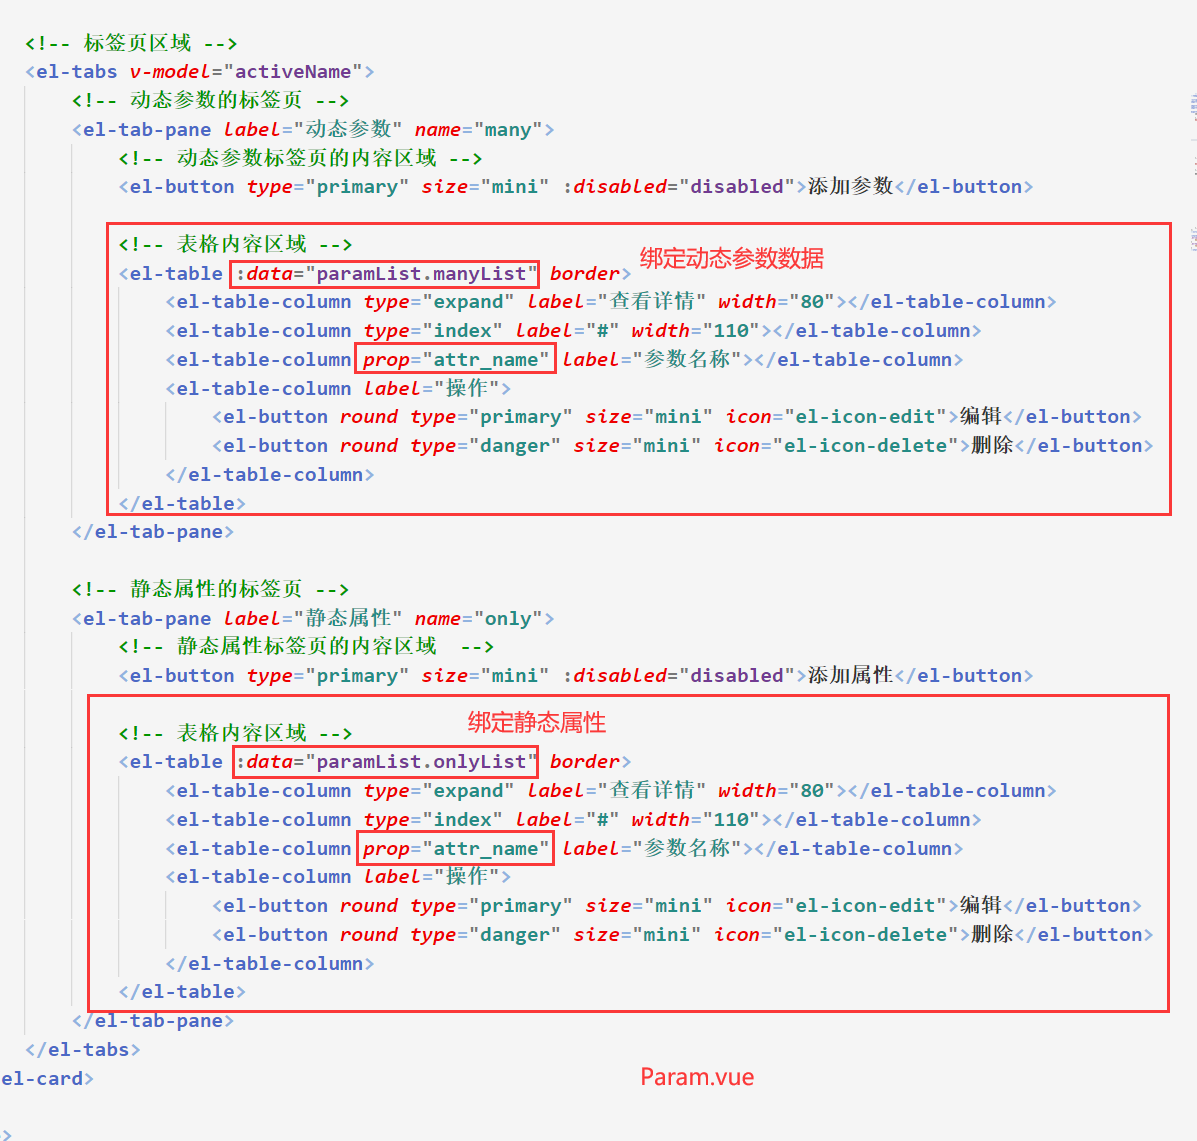 <!-- 标签页区域 -->
<el-tabs v-model="activeName">
<!-- 动态参数的标签页 -->
<el-tab-pane label="动态参数" name="many">
<!-- 动态参数标签页的内容区域 -->
<el-button type="primary" size="mini" :disabled="disabled">添加参数</el-button>
<!-- 表格内容区域 -->
绑定动态参数数据
<el-table :data="paramList.manyList" border>
<el-table-column type="expand" label="查看详情" width="80"></el-table-column>
<el-table-column type="index" label="#" width="110"></el-table-column>
<el-table-column prop="attr_name" label="参数名称"></el-table-column>
<el-table-column label="操作">
<el-button round type="primary" size="mini" icon="el-icon-edit">编辑</el-button>
<el-button round type="danger" size="mini" icon="el-icon-delete">删除</el-button>
</el-table-column>
</el-table>
</el-tab-pane>
<!-- 静态属性的标签页 -->
<el-tab-pane label="静态属性" name="only">
<!-- 静态属性标签页的内容区域  -->
<el-button type="primary" size="mini" :disabled="disabled">添加属性</el-button>
<!-- 表格内容区域 -->
绑定静态属性
<el-table :data="paramList.onlyList" border>
<el-table-column type="expand" label="查看详情" width="80"></el-table-column>
<el-table-column type="index" label="#" width="110"></el-table-column>
<el-table-column prop="attr_name" label="参数名称"></el-table-column>
<el-table-column label="操作">
<el-button round type="primary" size="mini" icon="el-icon-edit">编辑</el-button>
<el-button round type="danger" size="mini" icon="el-icon-delete">删除</el-button>
</el-table-column>
</el-table>
</el-tab-pane>
</el-tabs>
el-card>
Param.vue
>